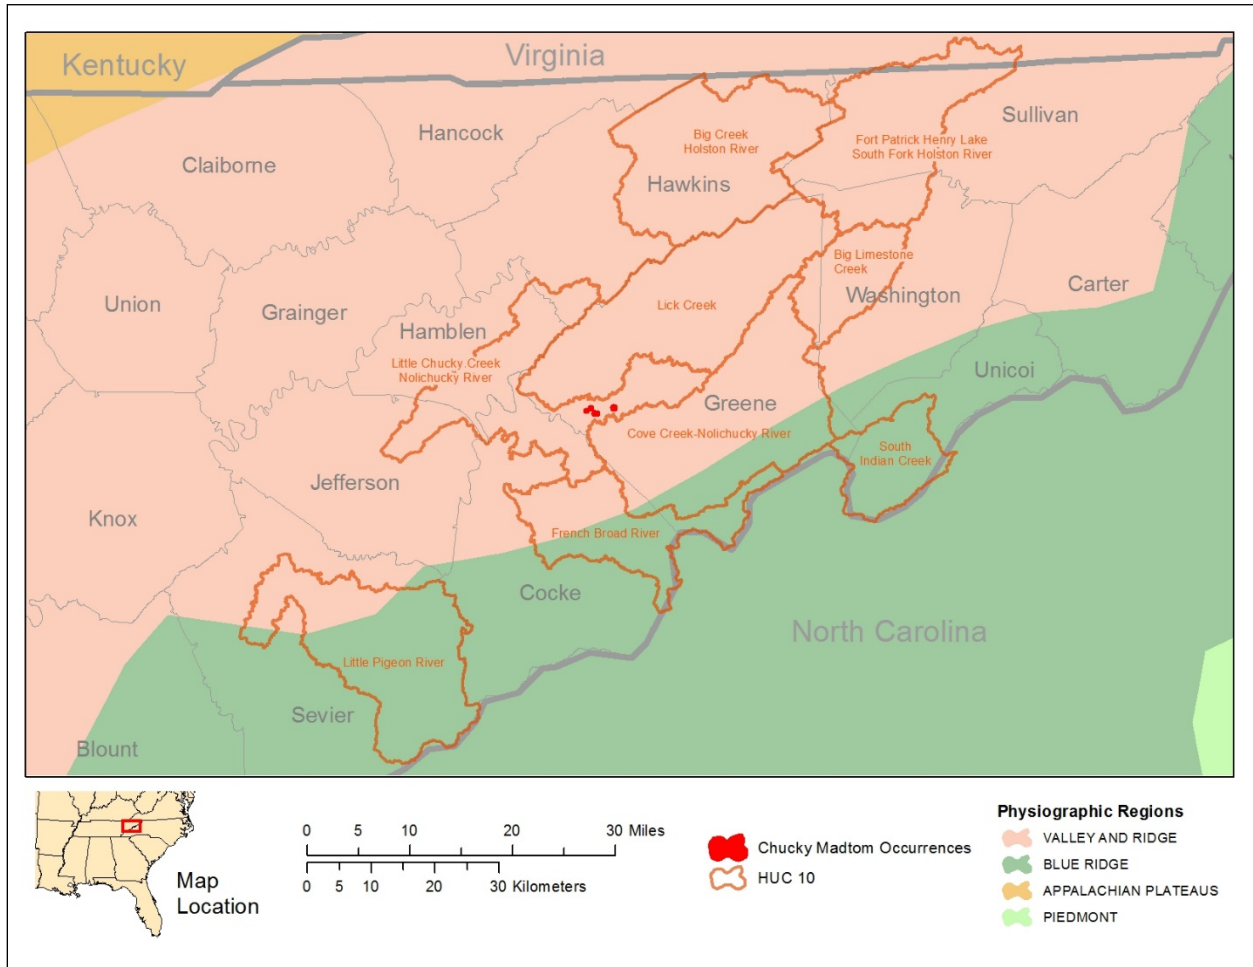 Kentucky
Virginia
Hancock
Sullivan
Big Creek
Holston River
Fort Patrick Henry Lake
South Fork Holston River
Claiborne
Hawkins
Big Limestone
Creek
Carter
Washington
Union
Grainger
Lick Creek
Hamblen
Little Chucky Creek
Nolichucky River
Unicoi
Greene
Cove Creek-Nolichucky River
South
Indian Creek
Jefferson
Knox
French Broad River
Cocke
North Carolina
Little Pigeon River
Sevier
Blount
Map
Location
0 5 10 20 30 Miles
0 5 10 20 30 Kilometers
Chucky Madtom Occurrences
HUC 10
Physiographic Regions
VALLEY AND RIDGE
BLUE RIDGE
APPALACHIAN PLATEAUS
PIEDMONT